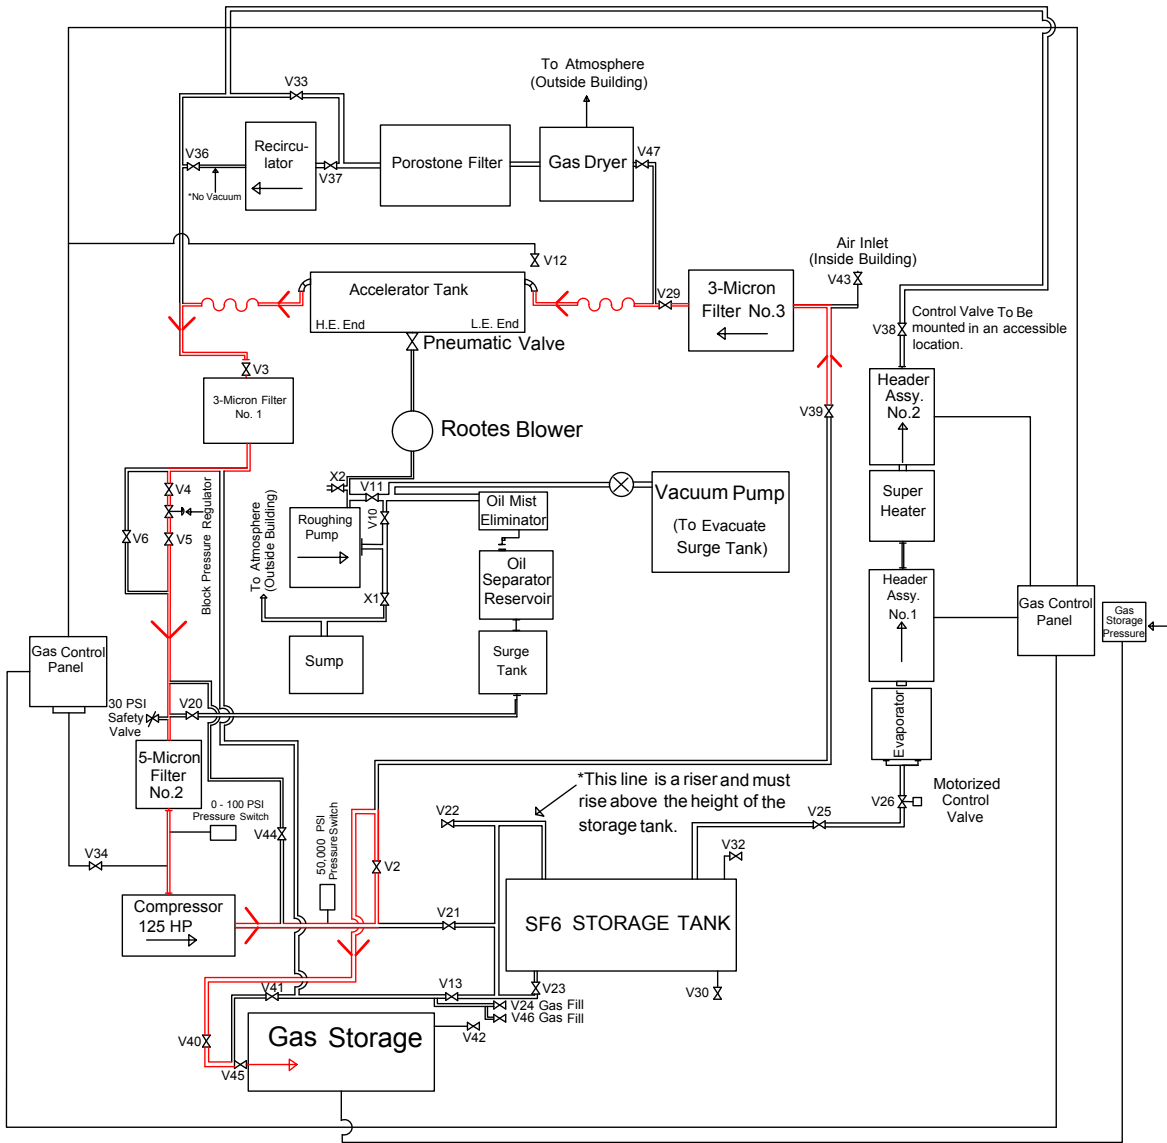 V33
To Atmosphere
(Outside Building)
V36
Recircu-
lator
V37
*No Vacuum
Porostone Filter
Gas Dryer
V47
V12
Air Inlet
(Inside Building)
V43
Accelerator Tank
H.E. End
L.E. End
V29
3-Micron
Filter No.3
Control Valve To Be
mounted in an accessible
location.
V38
Pneumatic Valve
V3
3-Micron Filter
No. 1
Rootes Blower
V39
Header
Assy.
No.2
V4
V6
V5
Block Pressure Regulator
To Atmosphere
(Outside Building)
X2
V11
V10
Roughing
Pump
X1
Oil Mist
Eliminator
Vacuum Pump
(To Evacuate
Surge Tank)
Super
Heater
Oil
Separator
Reservoir
Header
Assy.
No.1
Gas Control
Panel
Gas
Storage
Pressure
Gas Control
Panel
Sump
Surge
Tank
30 PSI
Safety
Valve
V20
Evaporator
5-Micron
Filter
No.2
0 - 100 PSI
Pressure Switch
*This line is a riser and must
rise above the height of the
storage tank.
V26
Motorized
Control
Valve
V22
V25
V44
50,000 PSI
Pressure Switch
V34
V2
V32
Compressor
125 HP
V21
SF6 STORAGE TANK
V41
V13
V23
V30
V24 Gas Fill
V46 Gas Fill
V40
Gas Storage
V42
V45